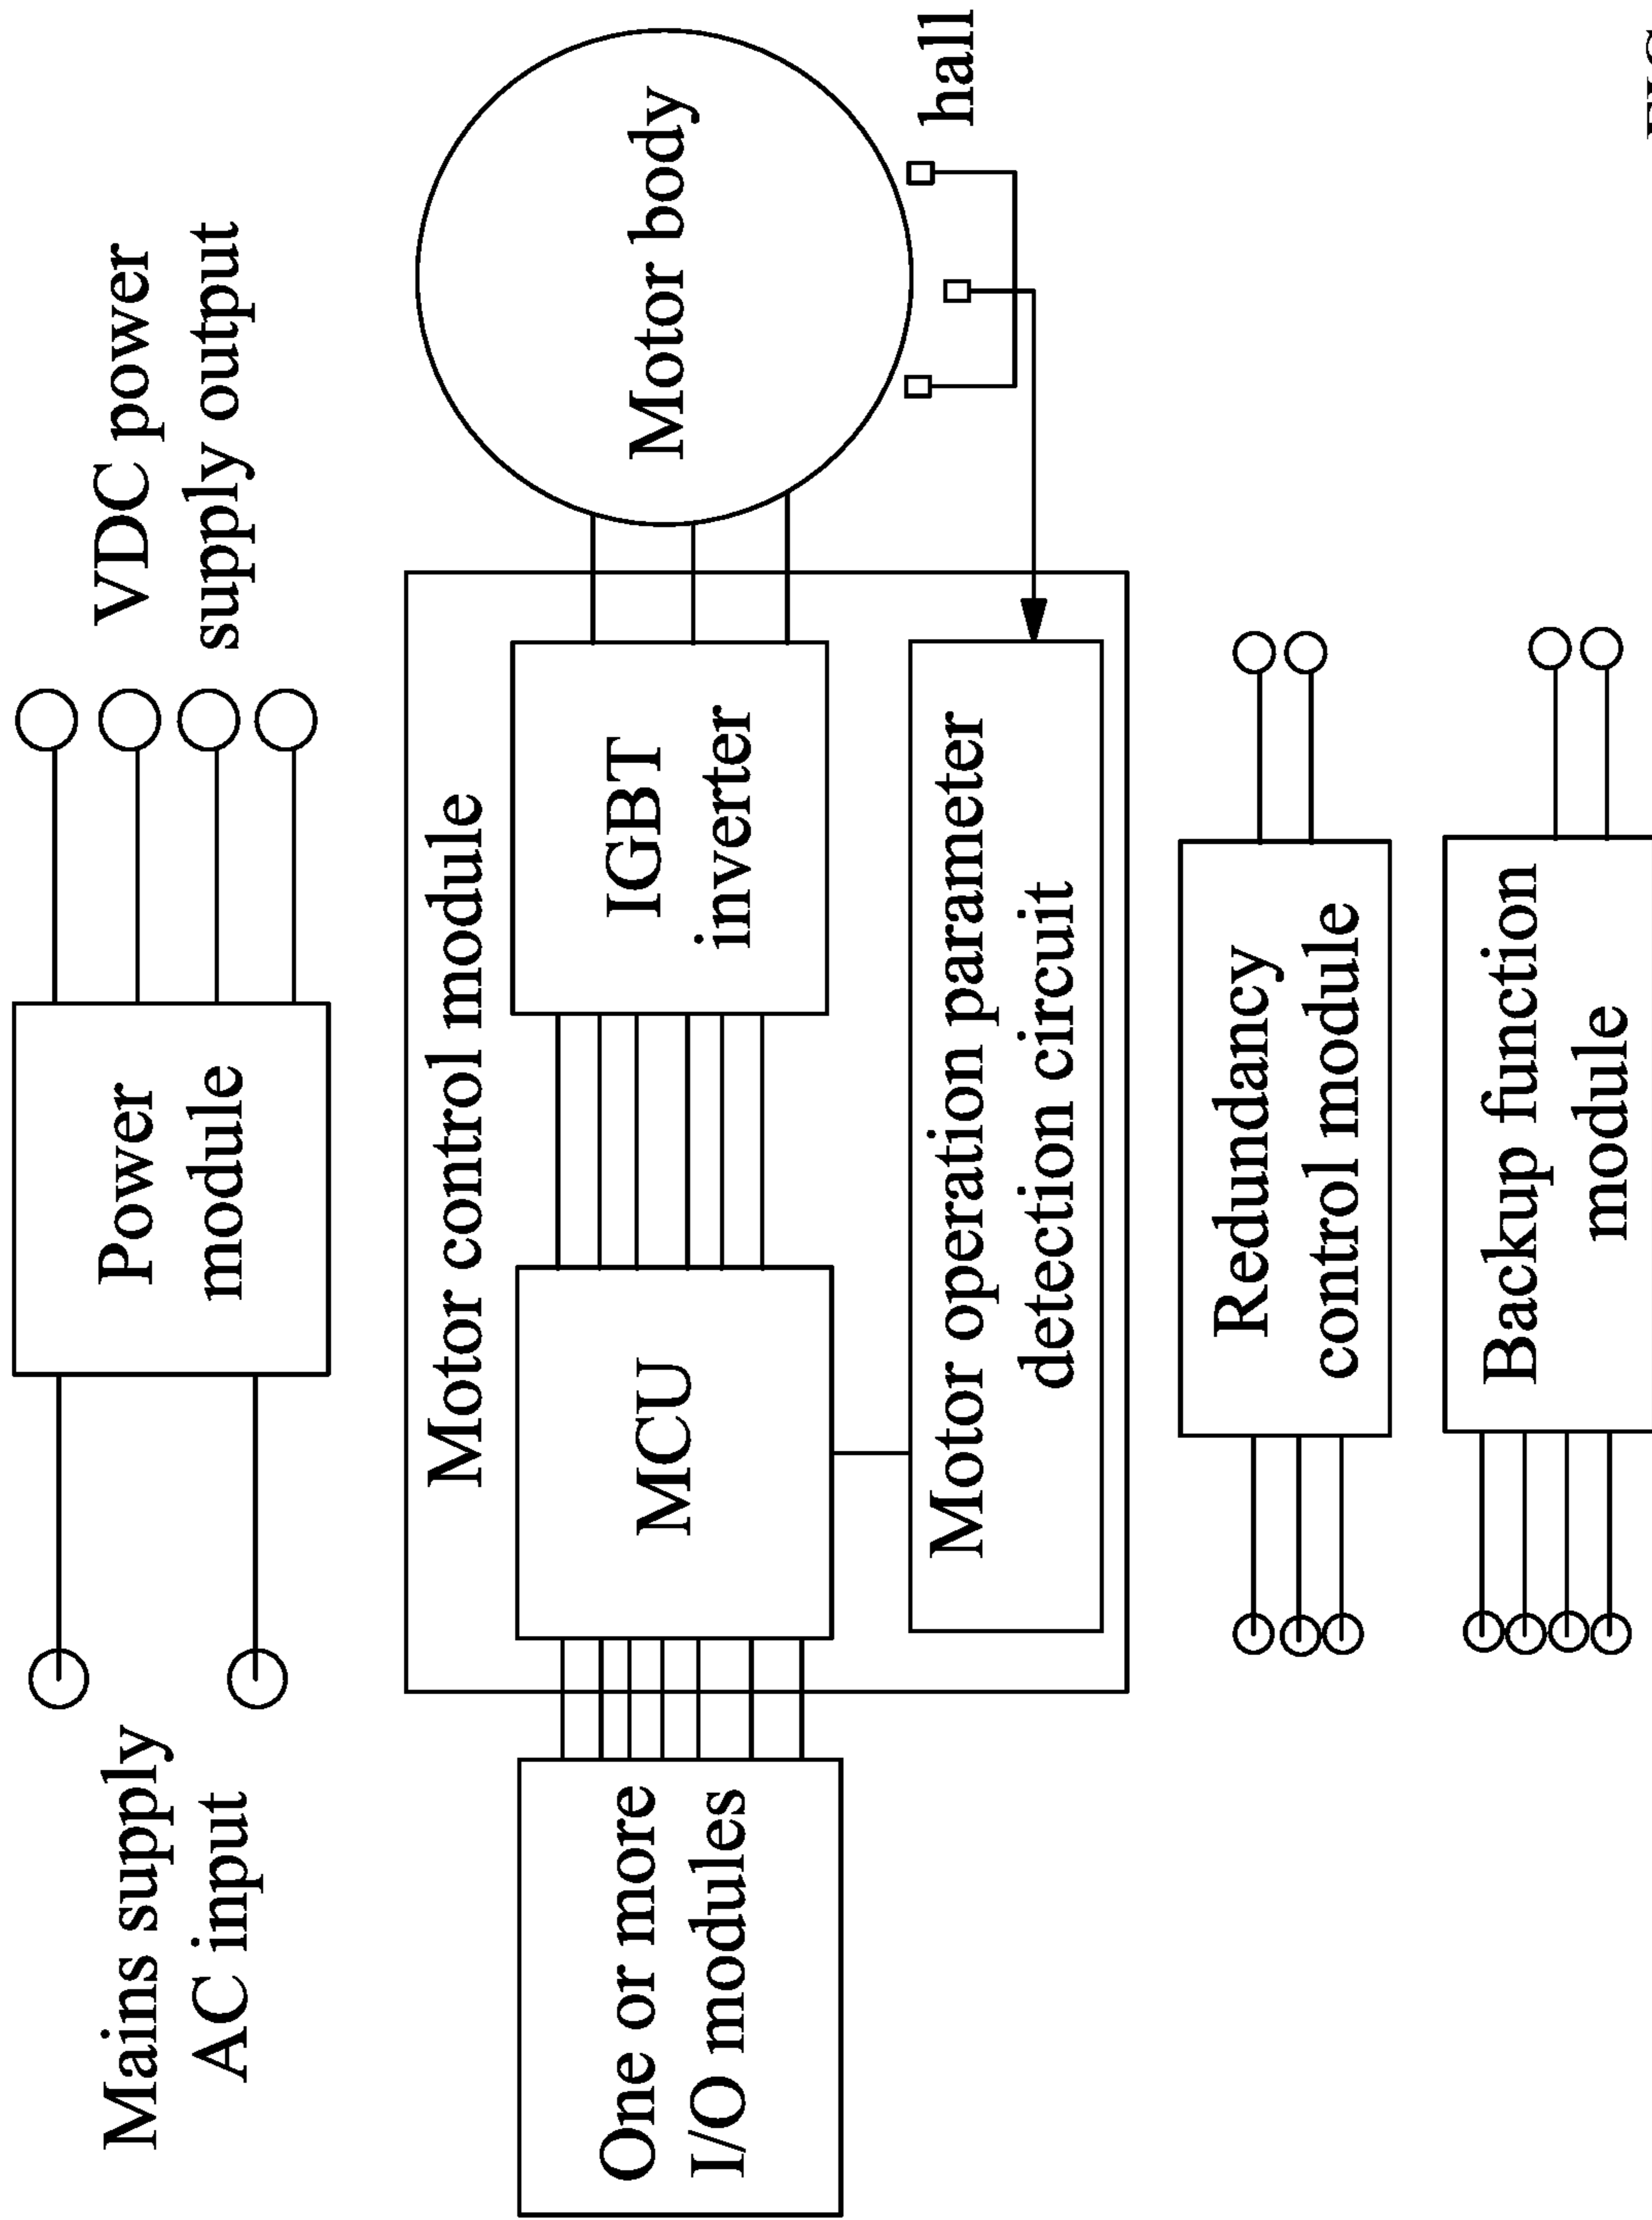 Mains supply
AC input
Power
module
VDC power
supply output
Motor control module
One or more
I/O modules
MCU
IGBT
inverter
Motor body
hall
Motor operation parameter
detection circuit
Redundancy
control module
Backup function
module